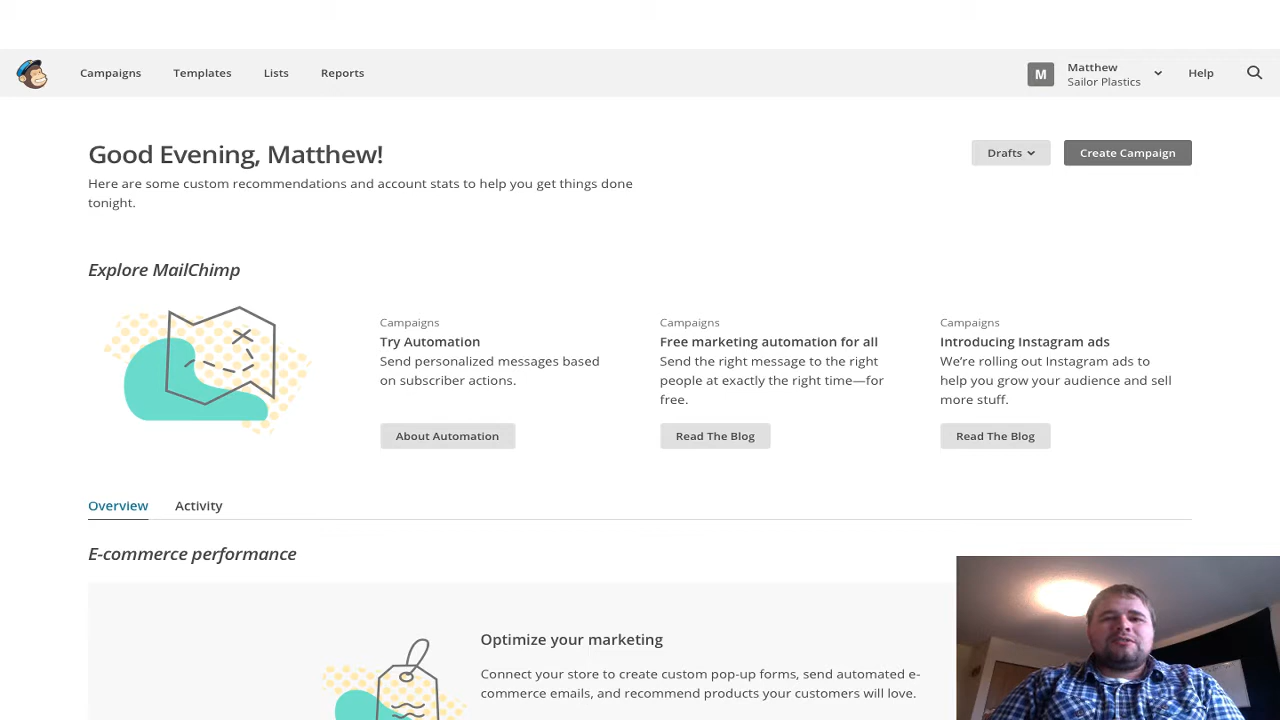 Campaigns
Templates
Lists
Reports
M
Matthew
Sailor Plastics
Help
Good Evening, Matthew!
Drafts
Create Campaign
Here are some custom recommendations and account stats to help you get things done
tonight.
Explore MailChimp
Campaigns
Try Automation
Send personalized messages based
on subscriber actions.
About Automation
Campaigns
Free marketing automation for all
Send the right message to the right
people at exactly the right time—for
free.
Read The Blog
Campaigns
Introducing Instagram ads
We’re rolling out Instagram ads to
help you grow your audience and sell
more stuff.
Read The Blog
Overview
Activity
E-commerce performance
Optimize your marketing
Connect your store to create custom pop-up forms, send automated e-
commerce emails, and recommend products your customers will love.